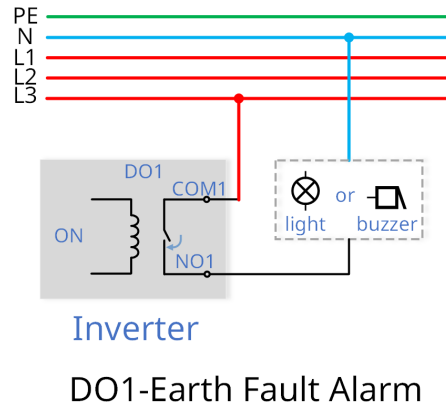 PE
N
L1
L2
L3
DO1
COM1
ON
NO1
light or buzzer
Inverter
DO1-Earth Fault Alarm